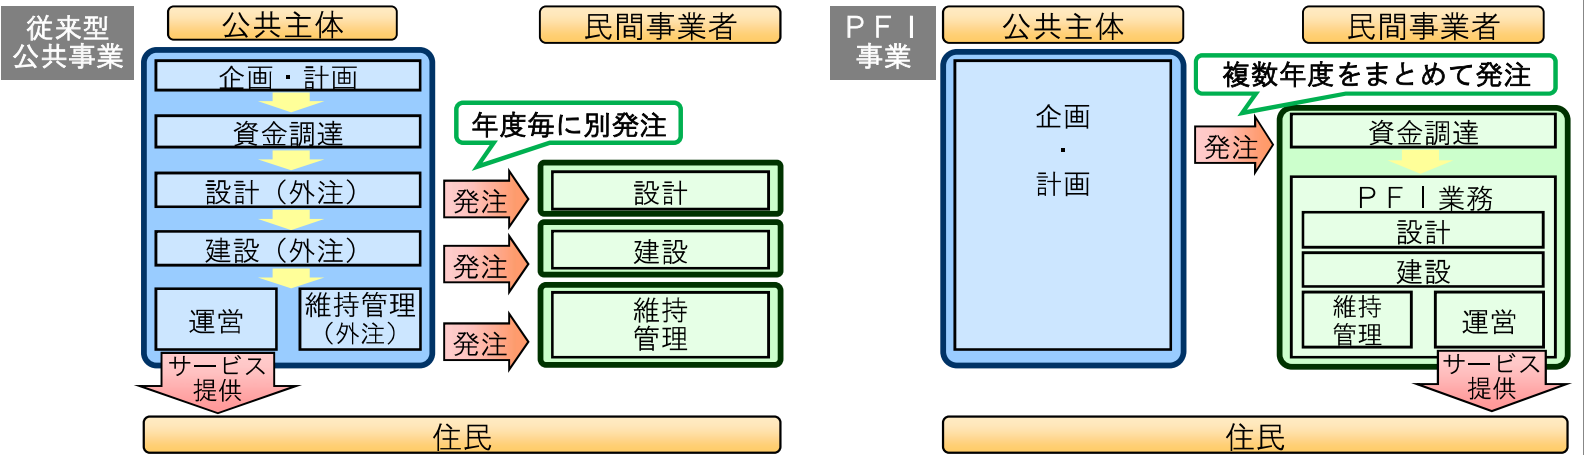 従来型
公共事業
公共主体
民間事業者
企画・計画
資金調達
設計（外注）
建設（外注）
運営
維持管理
（外注）
サービス
提供
年度毎に別発注
発注
発注
発注
設計
建設
維持
管理
住民
ＰＦＩ
事業
公共主体
民間事業者
企画
・
計画
複数年度をまとめて発注
発注
資金調達
ＰＦＩ業務
設計
建設
維持
管理
運営
サービス
提供
住民